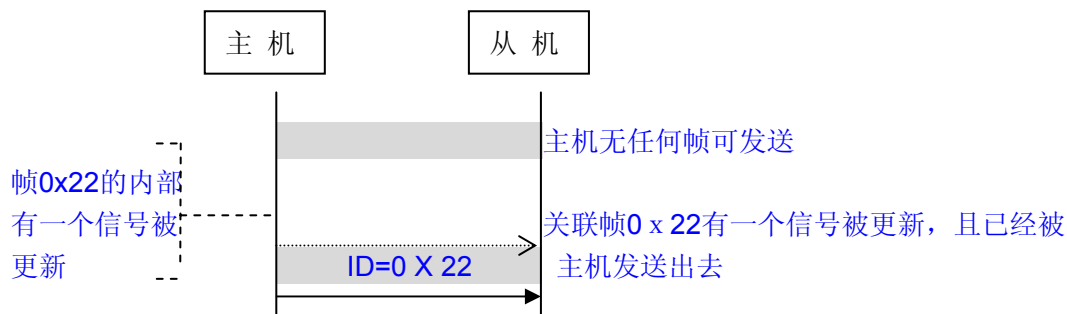 主 机
从 机
主机无任何帧可发送
帧0x22的内部
有一个信号被
更新
关联帧0 x 22有一个信号被更新，且已经被
主机发送出去
ID=0 X 22